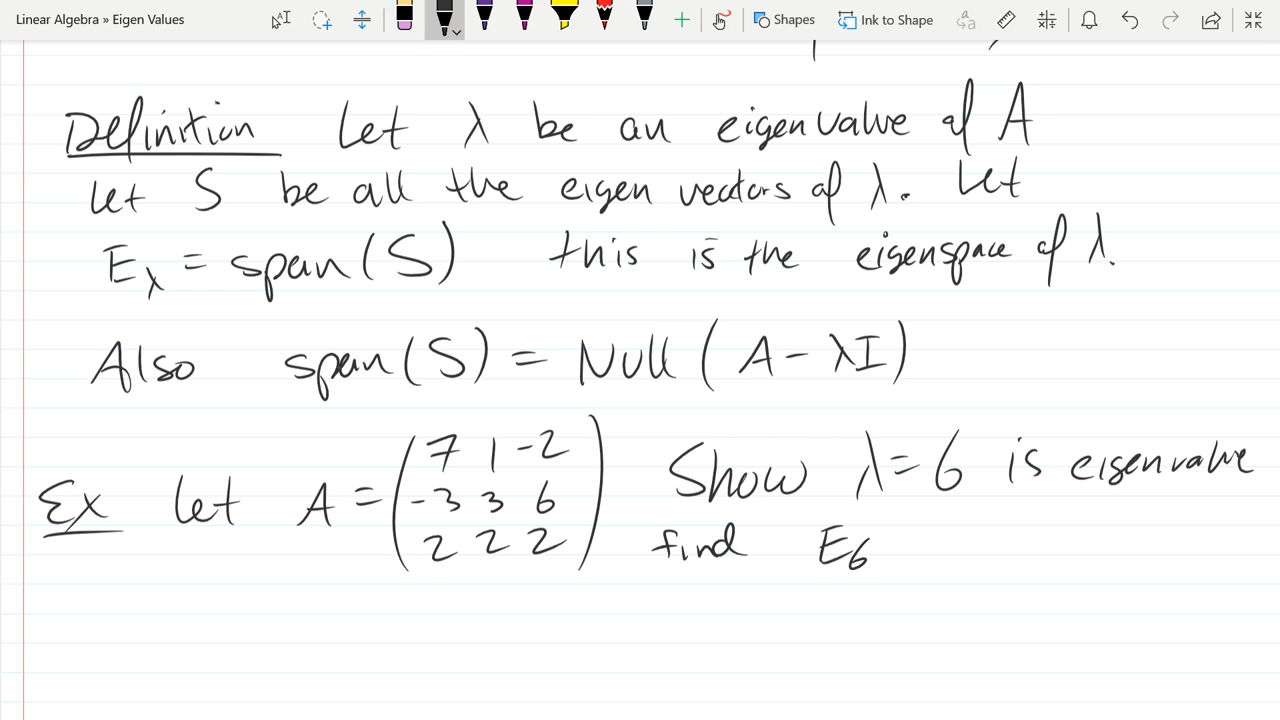 Linear Algebra » Eigen Values
Shapes
Ink to Shape
Definition Let λ be an eigenvalue of A
Let S be all the eigen vectors of λ. Let
E_λ = span(S) this is the eigenspace of λ.
Also span(S) = Null(A - λI)
Ex Let A = (7 1 -2 Show λ=6 is eigenvalue
-3 3 6
2 2 2) find E_6